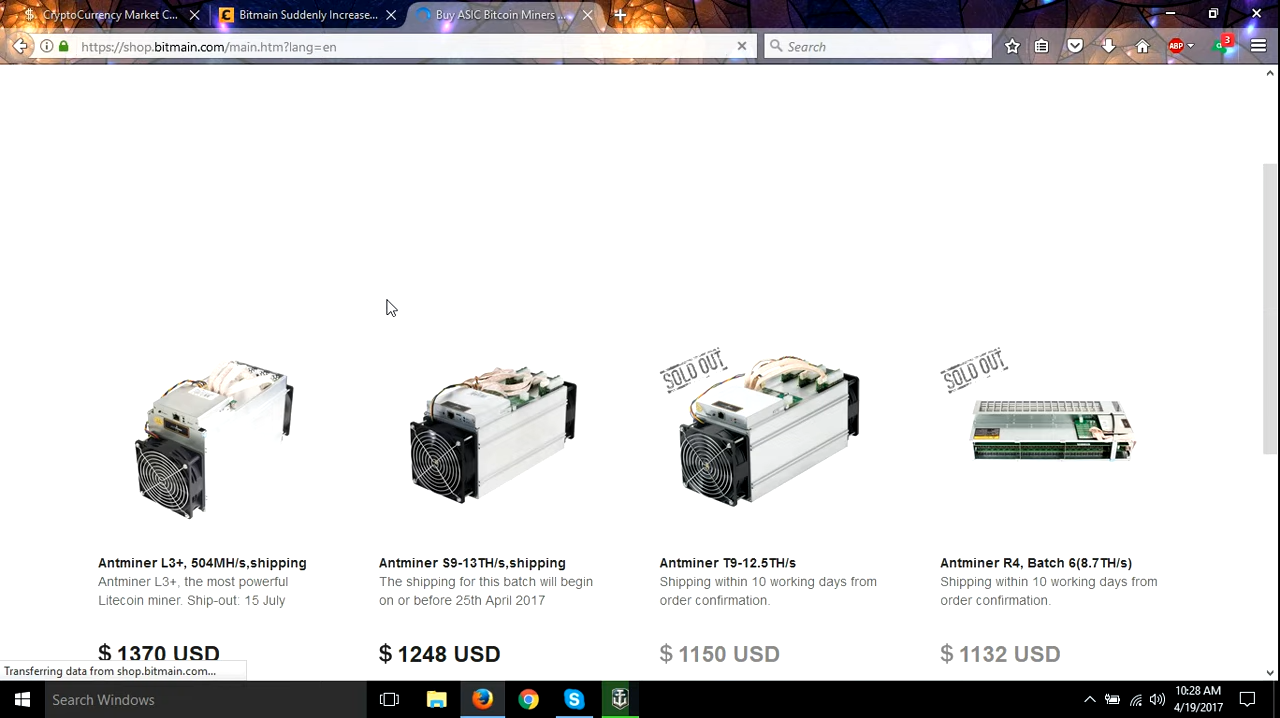 CryptoCurrency Market C...
Bitmain Suddenly Increase...
Buy ASIC Bitcoin Miners ...
https://shop.bitmain.com/main.htm?lang=en
Search
ABP
3
SOLD OUT
SOLD OUT
Antminer L3+, 504MH/s,shipping
Antminer L3+, the most powerful
Litecoin miner. Ship-out: 15 July
$ 1370 USD
Antminer S9-13TH/s,shipping
The shipping for this batch will begin
on or before 25th April 2017
$ 1248 USD
Antminer T9-12.5TH/s
Shipping within 10 working days from
order confirmation.
$ 1150 USD
Antminer R4, Batch 6(8.7TH/s)
Shipping within 10 working days from
order confirmation.
$ 1132 USD
Transferring data from shop.bitmain.com...
Search Windows
10:28 AM
4/19/2017